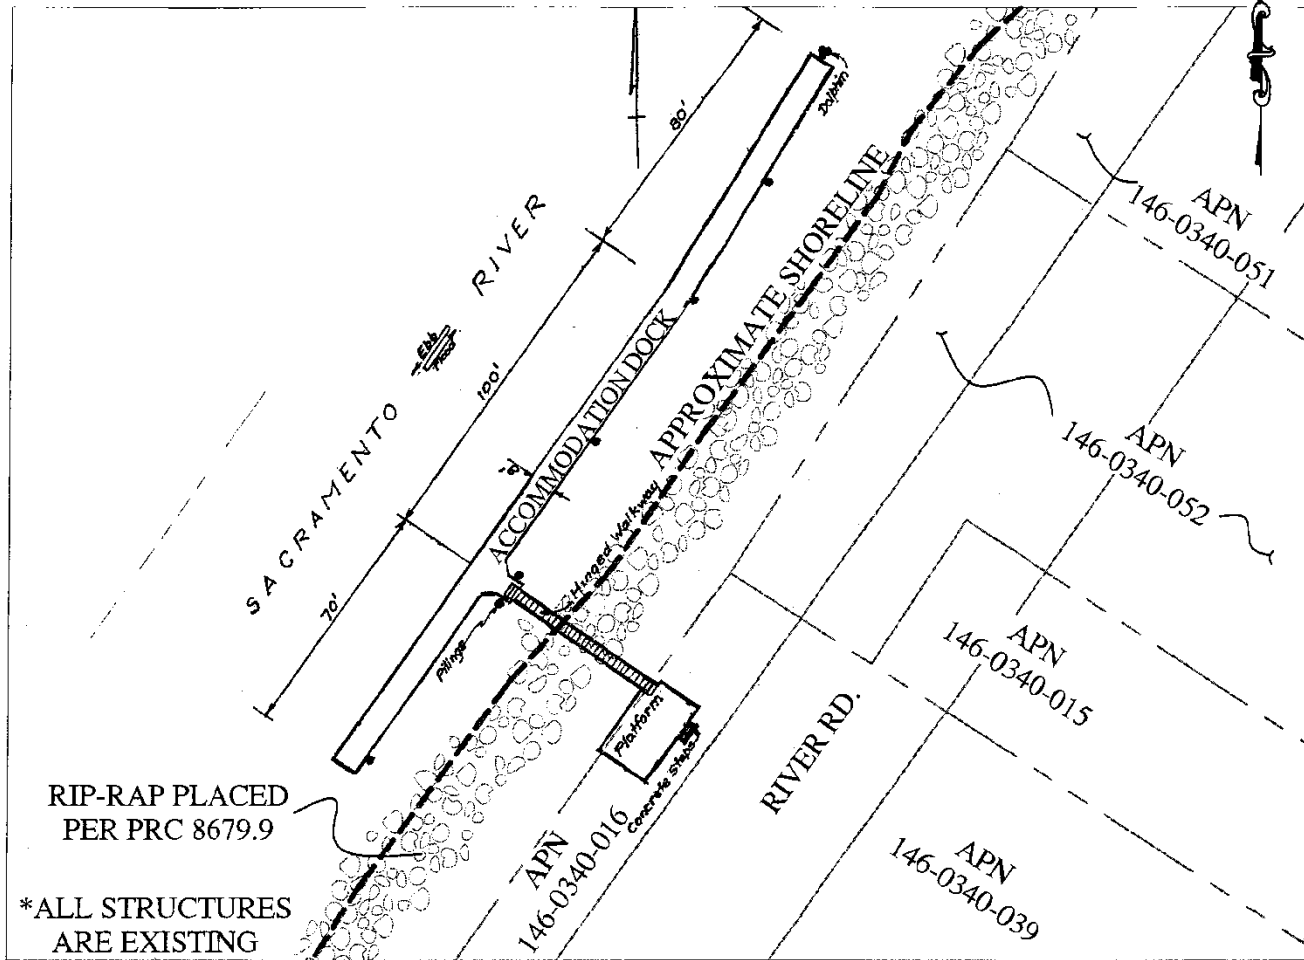 80'
Dolphin
SACRAMENTO RIVER
Ebb
Flood
100'
ACCOMMODATION DOCK
APPROXIMATE SHORELINE
APN
146-0340-051
APN
146-0340-052
Hinged Walkway
70'
Pilings
Platform
Concrete Steps
RIVER RD.
APN
146-0340-015
APN
146-0340-016
APN
146-0340-039
RIP-RAP PLACED
PER PRC 8679.9
*ALL STRUCTURES
ARE EXISTING